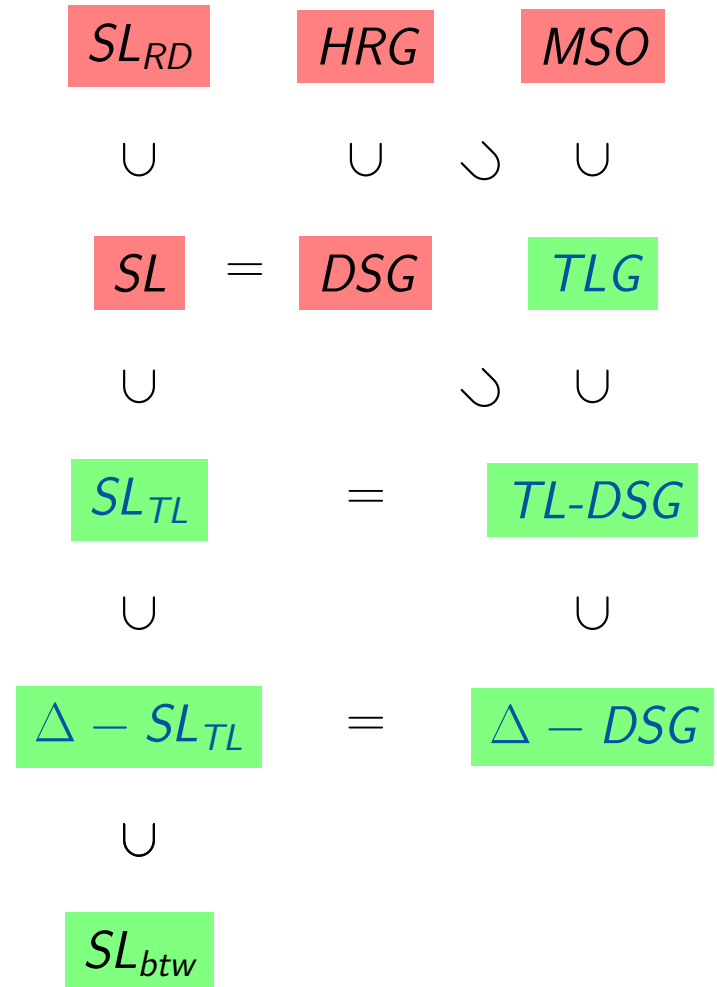 SL_RD HRG MSO
∪ ∪ ∪ ∪
SL = DSG TLG
∪ ∪ ∪
SL_TL = TL-DSG
∪ ∪
Δ − SL_TL = Δ − DSG
∪
SL_btw